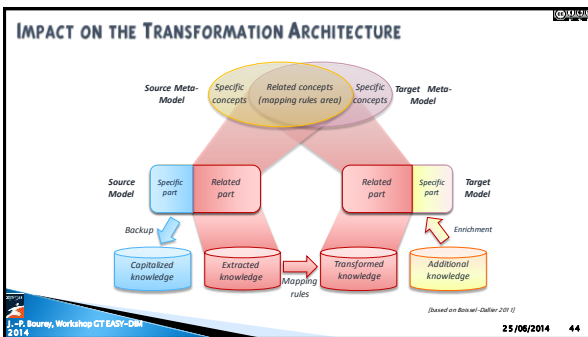 IMPACT ON THE TRANSFORMATION ARCHITECTURE
Source Meta-
Model
Specific
concepts
Related concepts
(mapping rules area)
Specific
concepts
Target Meta-
Model
Source
Model
Specific
part
Related
part
Related
part
Specific
part
Target
Model
Backup
Enrichment
Capitalized
knowledge
Extracted
knowledge
Mapping
rules
Transformed
knowledge
Additional
knowledge
[based on Boissel-Dallier 2011]
J.-P. Bourey, Workshop GT EASY-DIM
2014
25/06/2014 44